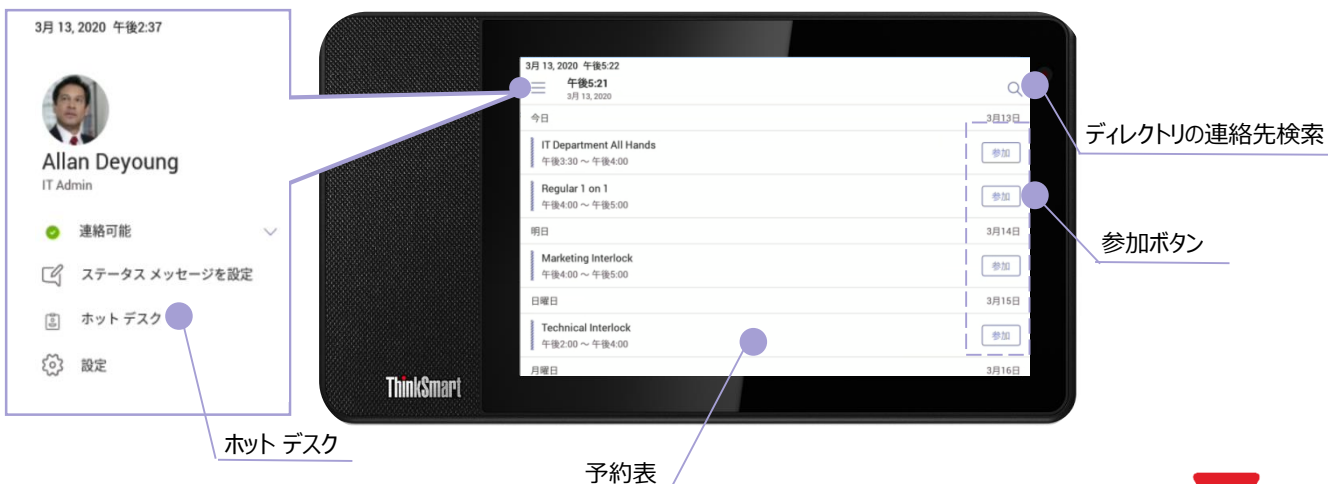 3月 13, 2020 午後2:37
Allan Deyoung
IT Admin
連絡可能
ステータス メッセージを設定
ホット デスク
設定
ホット デスク
3月 13, 2020 午後5:22
午後5:21
3月 13, 2020
今日 3月13日
IT Department All Hands
午後3:30 ～ 午後4:00
参加
Regular 1 on 1
午後4:00 ～ 午後5:00
参加
明日 3月14日
Marketing Interlock
午後4:00 ～ 午後5:00
参加
日曜日 3月15日
Technical Interlock
午後2:00 ～ 午後4:00
参加
月曜日 3月16日
ThinkSmart
ディレクトリの連絡先検索
参加ボタン
予約表